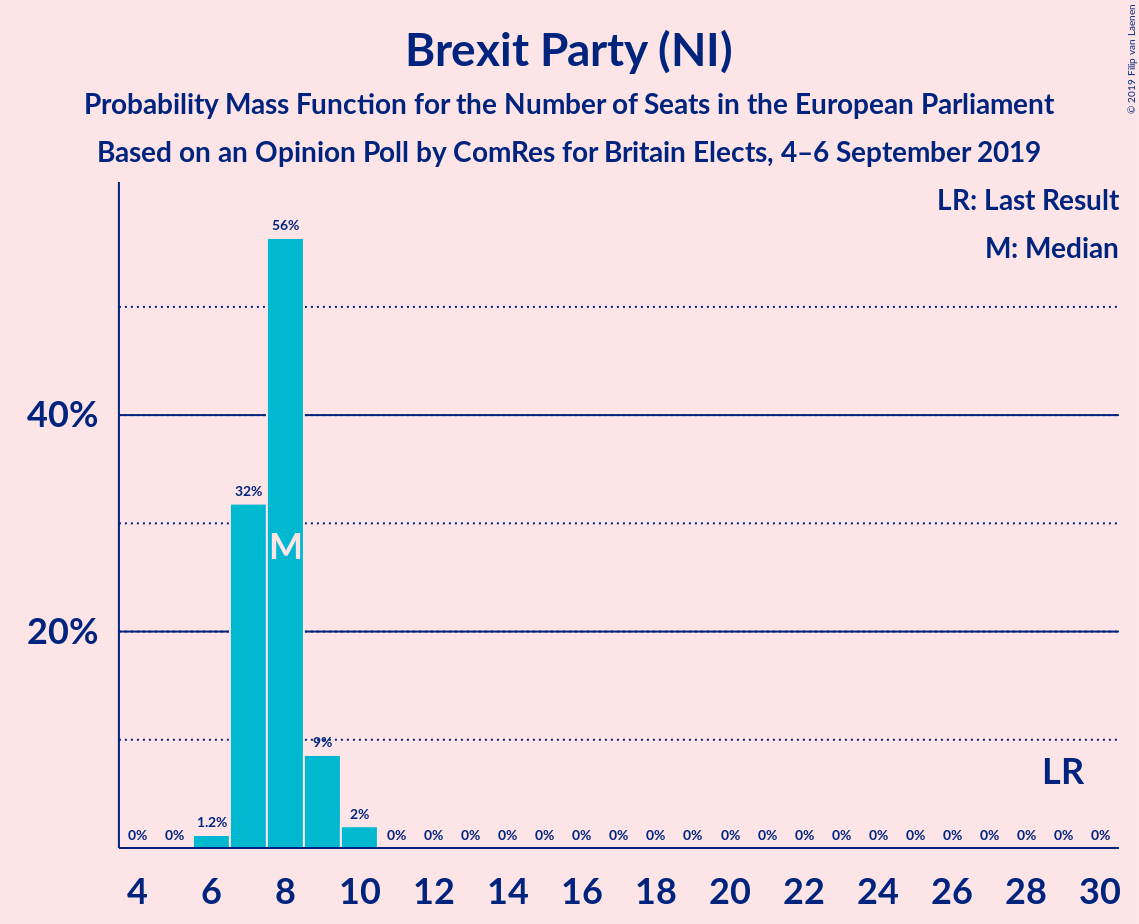 Brexit Party (NI)
Probability Mass Function for the Number of Seats in the European Parliament
Based on an Opinion Poll by ComRes for Britain Elects, 4–6 September 2019
© 2019 Filip van Laenen
LR: Last Result
M: Median
56%
40%
32%
M
20%
9%
LR
0% 0% 1.2% 2% 0% 0% 0% 0% 0% 0% 0% 0% 0% 0% 0% 0% 0% 0% 0% 0% 0% 0% 0% 0%
4 6 8 10 12 14 16 18 20 22 24 26 28 30